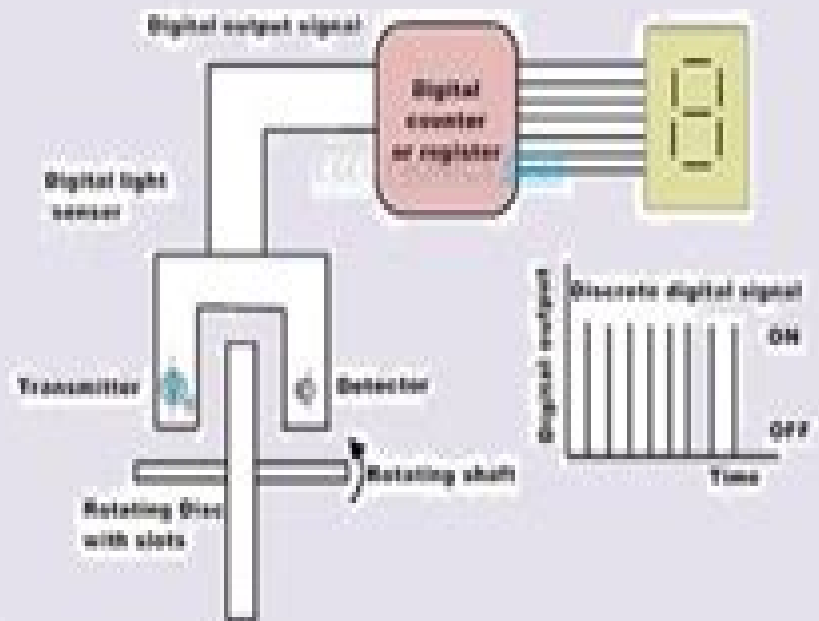 Digital output signal
Digital
counter
or register
Digital light
sensor
Discrete digital signal
Digital output
ON
OFF
Time
Transmitter
Detector
Rotating shaft
Rotating Disc
with slots